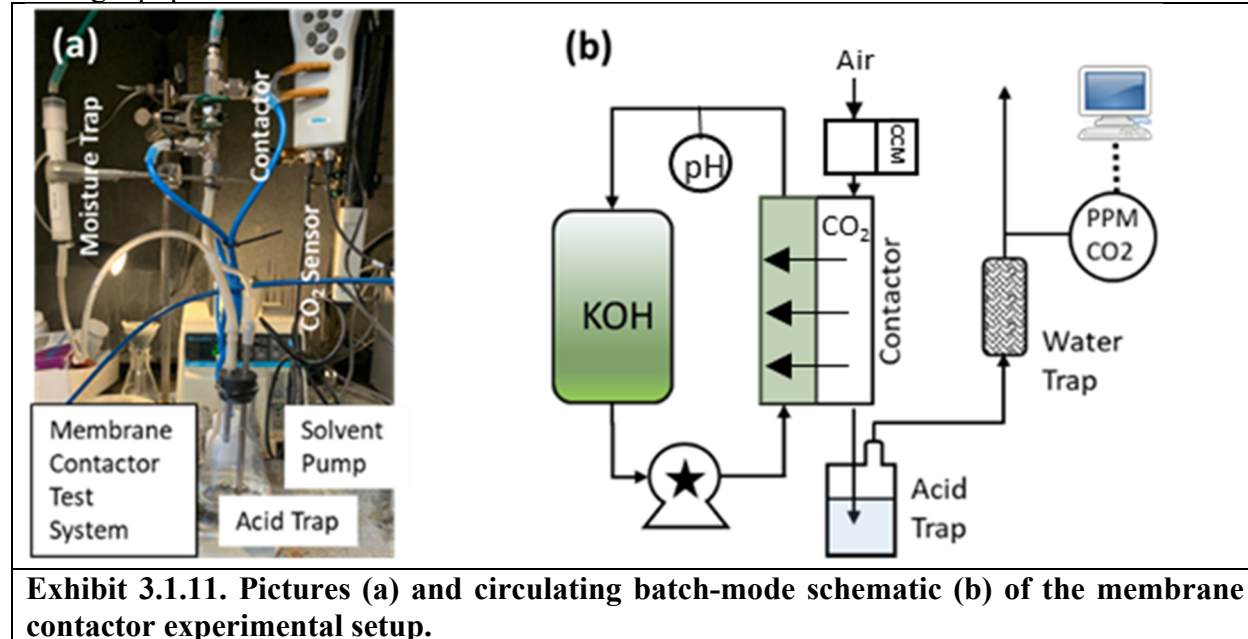 (a)
Moisture Trap
Contactor
CO₂ Sensor
Membrane
Contactor
Test
System
Solvent
Pump
Acid Trap
(b)
Air
CCM
pH
CO₂
Contactor
KOH
PPM
CO2
Water
Trap
Acid
Trap
Exhibit 3.1.11. Pictures (a) and circulating batch-mode schematic (b) of the membrane
contactor experimental setup.